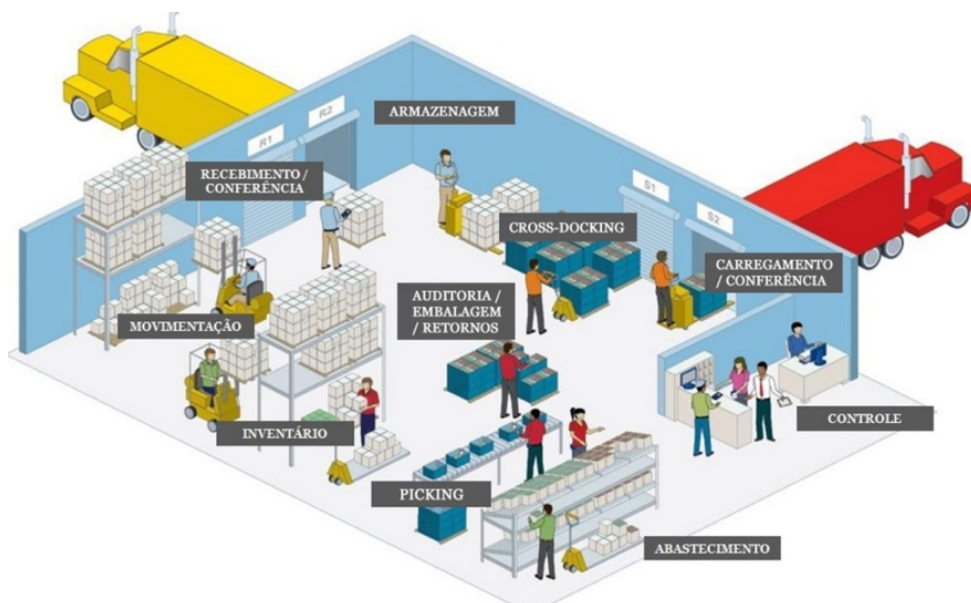 R1
R2
ARMAZENAGEM
RECEBIMENTO /
CONFERÊNCIA
S1
S2
CROSS-DOCKING
CARREGAMENTO
/ CONFERÊNCIA
AUDITORIA /
EMBALAGEM
/ RETORNOS
MOVIMENTAÇÃO
CONTROLE
INVENTÁRIO
PICKING
ABASTECIMENTO